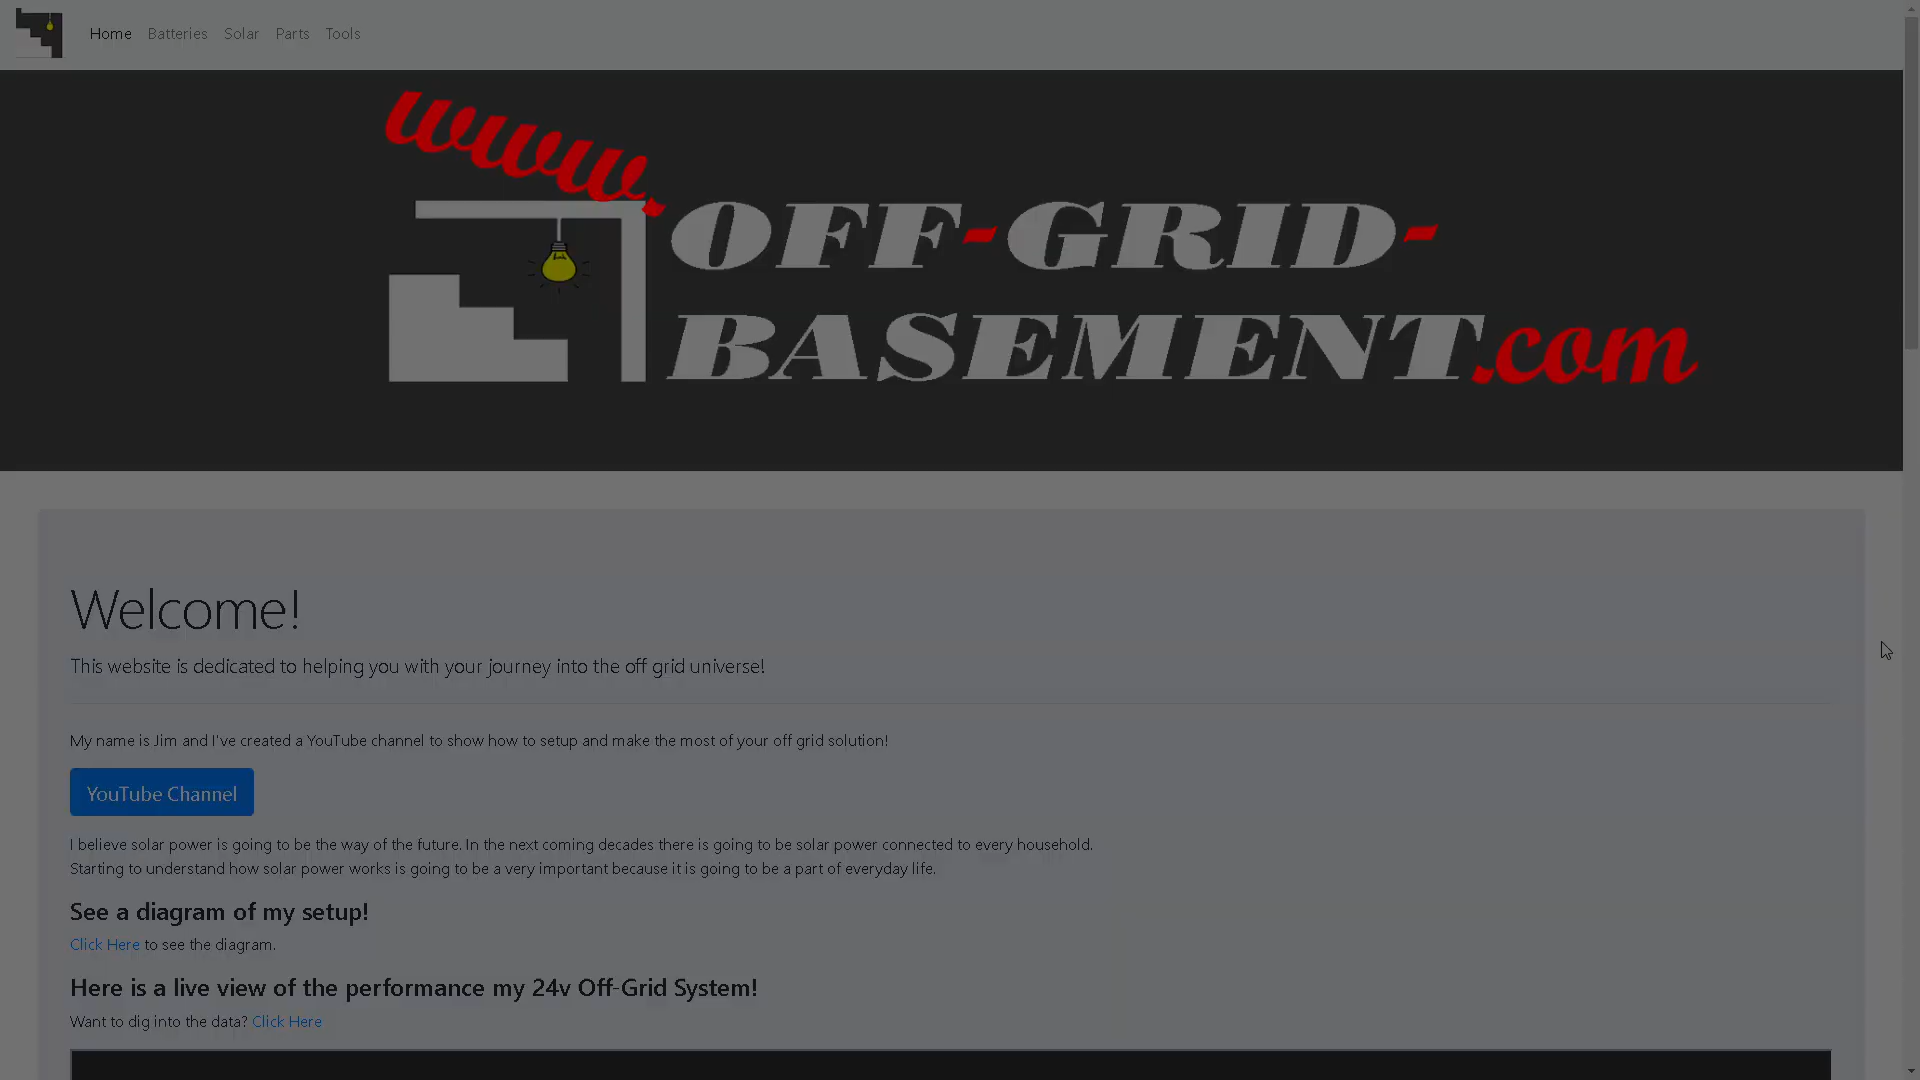 Home Batteries Solar Parts Tools
www.
OFF-GRID-
BASEMENT.com
Welcome!
This website is dedicated to helping you with your journey into the off grid universe!
My name is Jim and I've created a YouTube channel to show how to setup and make the most of your off grid solution!
YouTube Channel
I believe solar power is going to be the way of the future. In the next coming decades there is going to be solar power connected to every household.
Starting to understand how solar power works is going to be a very important because it is going to be a part of everyday life.
See a diagram of my setup!
Click Here to see the diagram.
Here is a live view of the performance my 24v Off-Grid System!
Want to dig into the data? Click Here